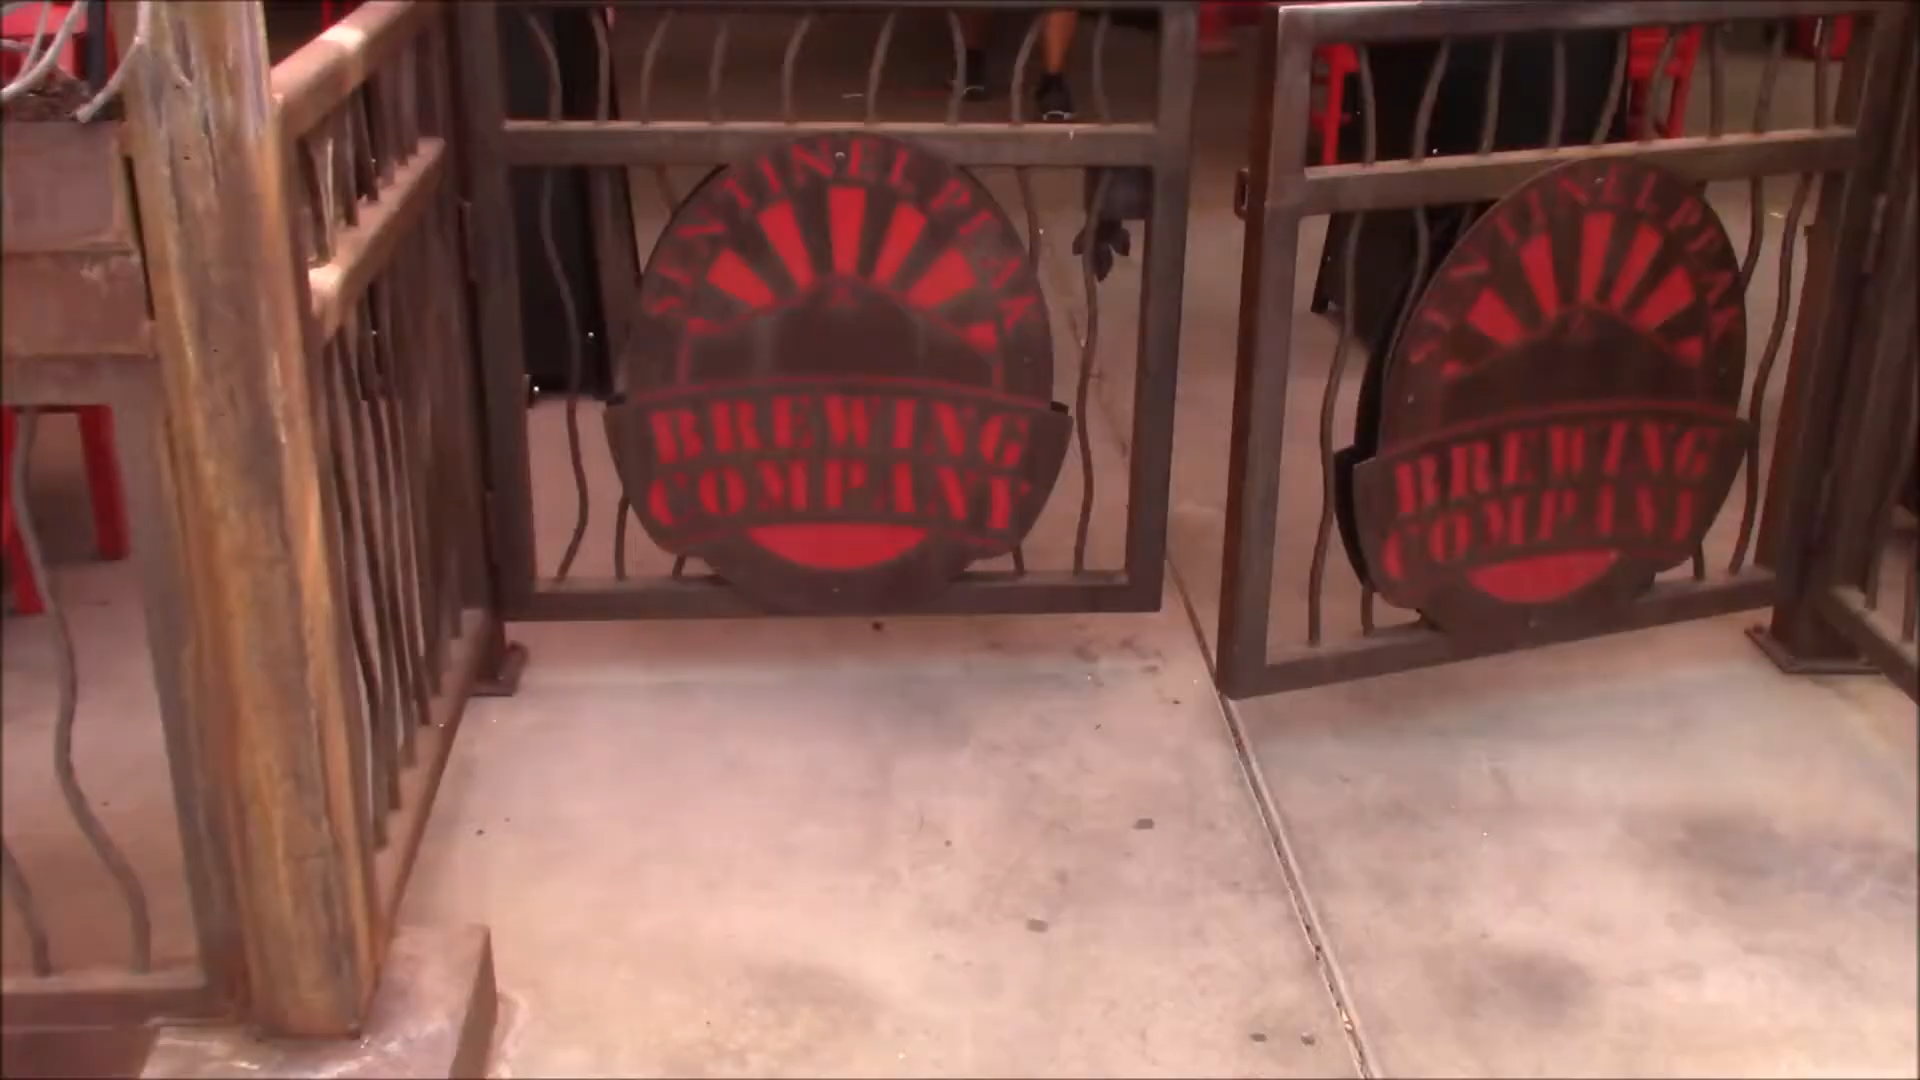 SENTINEL PEAK
BREWING
COMPANY
SENTINEL PEAK
BREWING
COMPANY